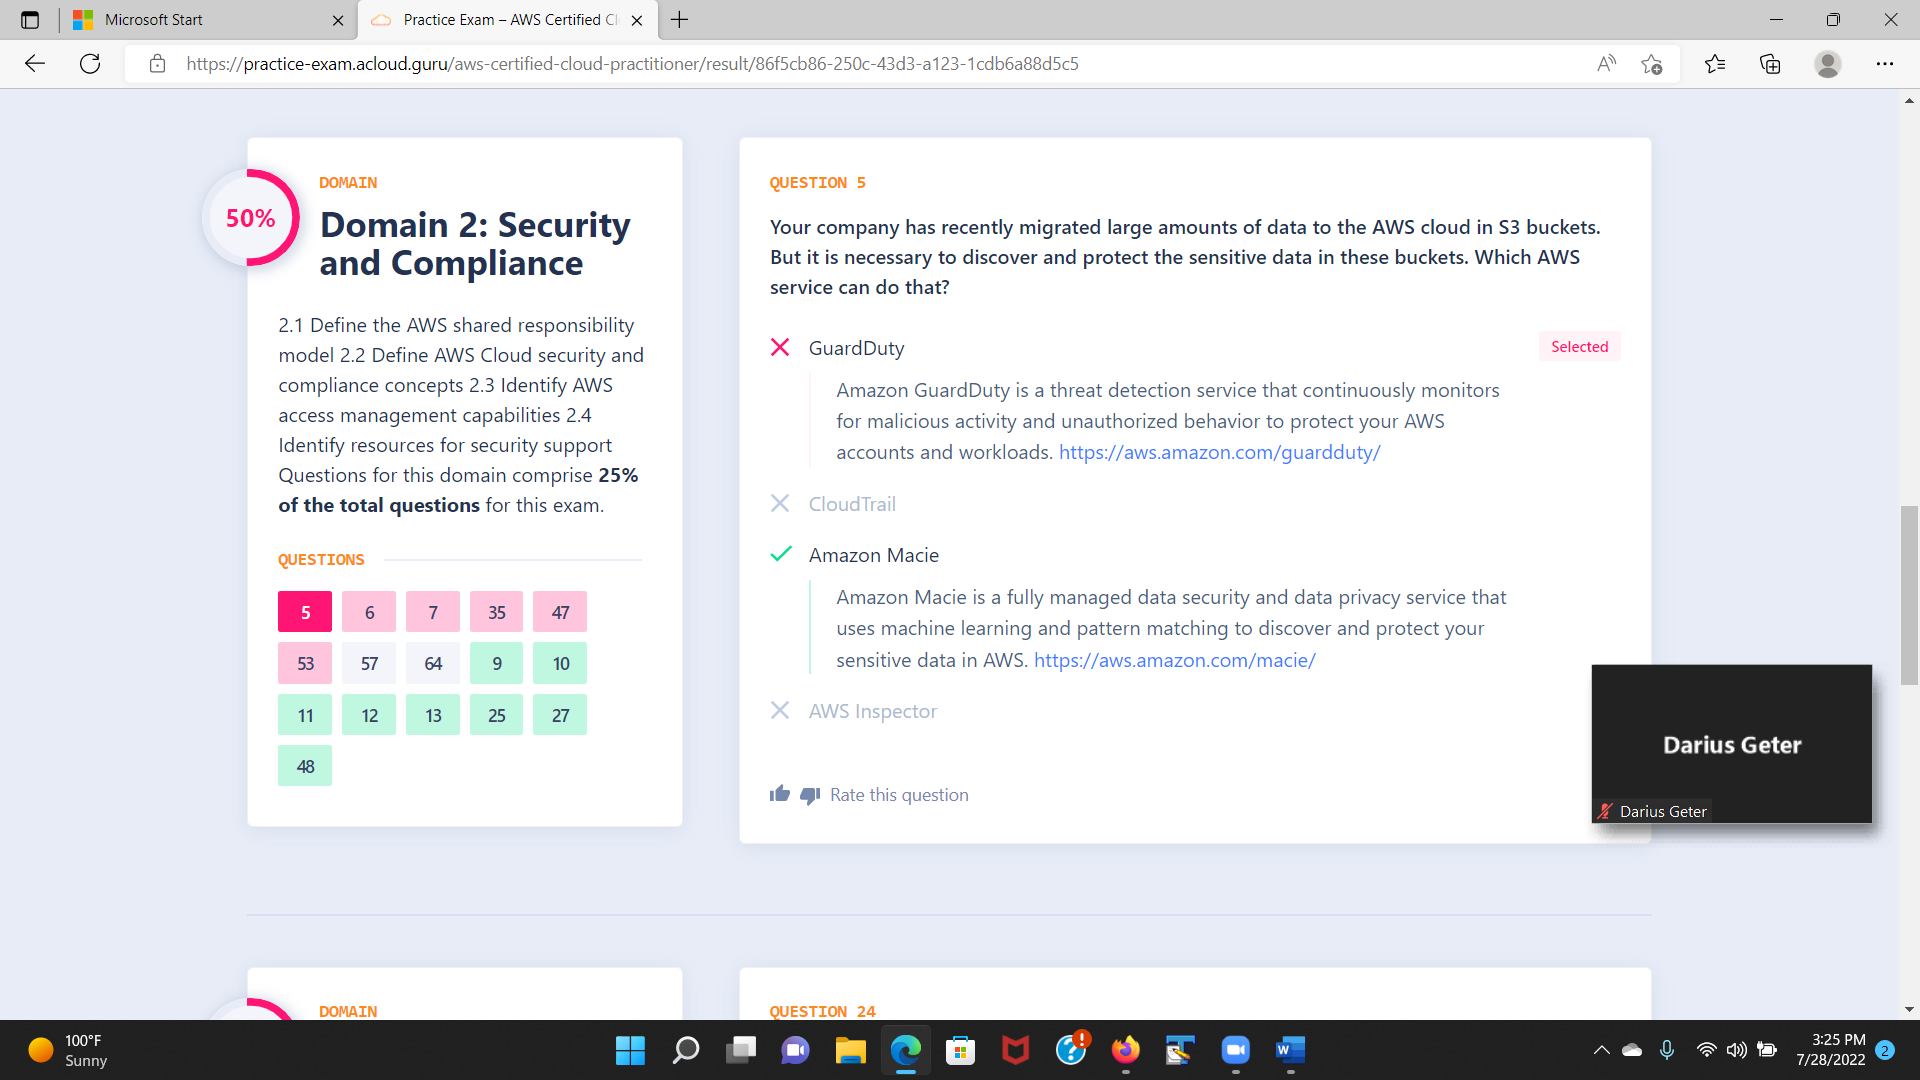 Microsoft Start
Practice Exam – AWS Certified Cl
https://practice-exam.acloud.guru/aws-certified-cloud-practitioner/result/86f5cb86-250c-43d3-a123-1cdb6a88d5c5
50%
DOMAIN
Domain 2: Security
and Compliance
2.1 Define the AWS shared responsibility
model 2.2 Define AWS Cloud security and
compliance concepts 2.3 Identify AWS
access management capabilities 2.4
Identify resources for security support
Questions for this domain comprise 25%
of the total questions for this exam.
QUESTIONS
5 6 7 35 47
53 57 64 9 10
11 12 13 25 27
48
QUESTION 5
Your company has recently migrated large amounts of data to the AWS cloud in S3 buckets.
But it is necessary to discover and protect the sensitive data in these buckets. Which AWS
service can do that?
GuardDuty
Selected
Amazon GuardDuty is a threat detection service that continuously monitors
for malicious activity and unauthorized behavior to protect your AWS
accounts and workloads. https://aws.amazon.com/guardduty/
CloudTrail
Amazon Macie
Amazon Macie is a fully managed data security and data privacy service that
uses machine learning and pattern matching to discover and protect your
sensitive data in AWS. https://aws.amazon.com/macie/
AWS Inspector
Rate this question
Darius Geter
Darius Geter
DOMAIN
QUESTION 24
100°F
Sunny
3:25 PM
7/28/2022
2